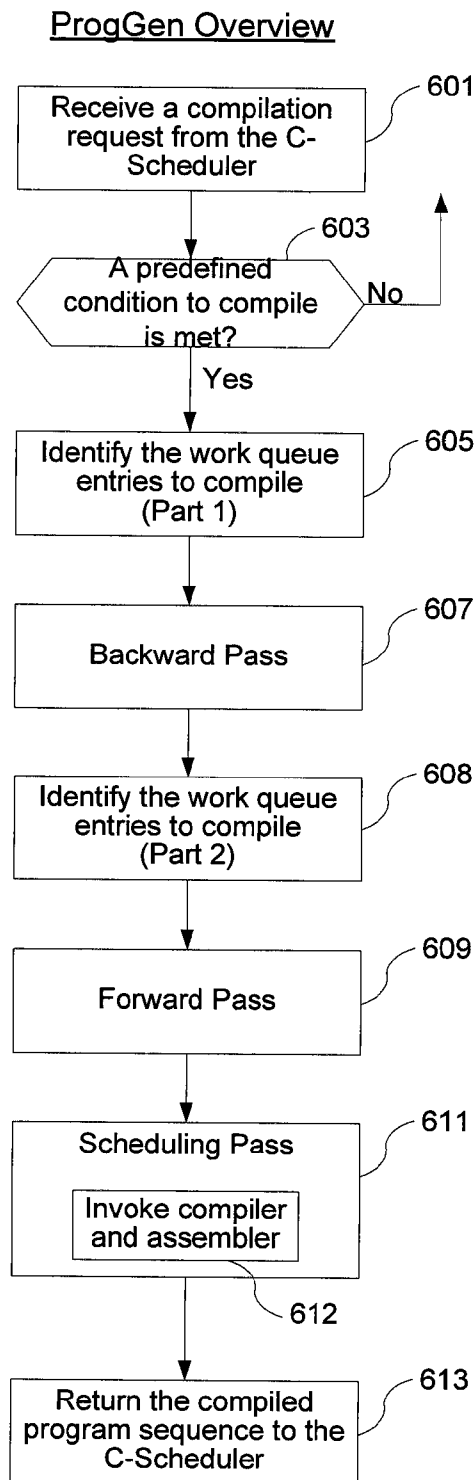 ProgGen Overview
601
Receive a compilation
request from the C-
Scheduler
603
A predefined
condition to compile
is met?
No
Yes
605
Identify the work queue
entries to compile
(Part 1)
607
Backward Pass
608
Identify the work queue
entries to compile
(Part 2)
609
Forward Pass
611
Scheduling Pass
Invoke compiler
and assembler
612
613
Return the compiled
program sequence to the
C-Scheduler